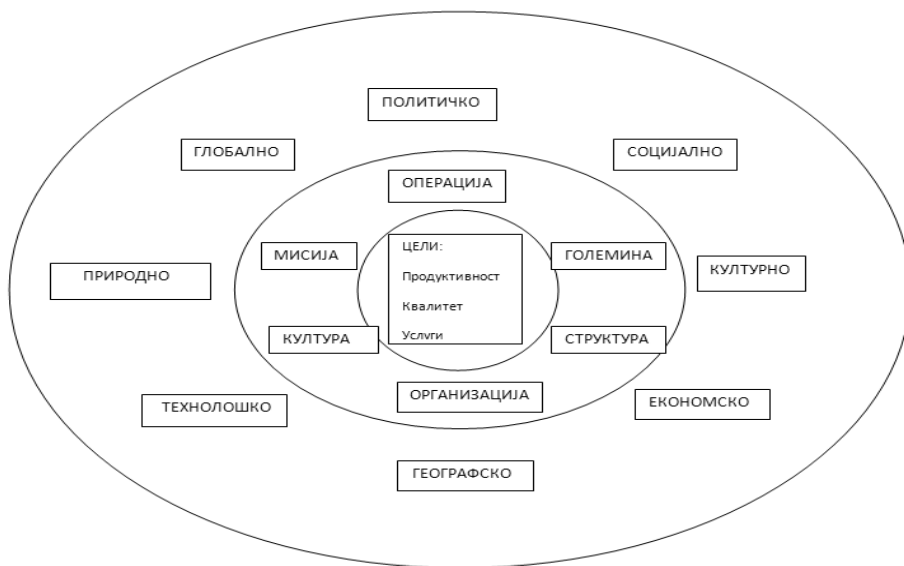 ПОЛИТИЧКО
ГЛОБАЛНО
СОЦИЈАЛНО
ОПЕРАЦИЈА
МИСИЈА
ЦЕЛИ:
ГОЛЕМИНА
ПРИРОДНО
Продуктивност
КУЛТУРНО
Квалитет
КУЛТУРА
Услуги
СТРУКТУРА
ОРГАНИЗАЦИЈА
ТЕХНОЛОШКО
ЕКОНОМСКО
ГЕОГРАФСКО